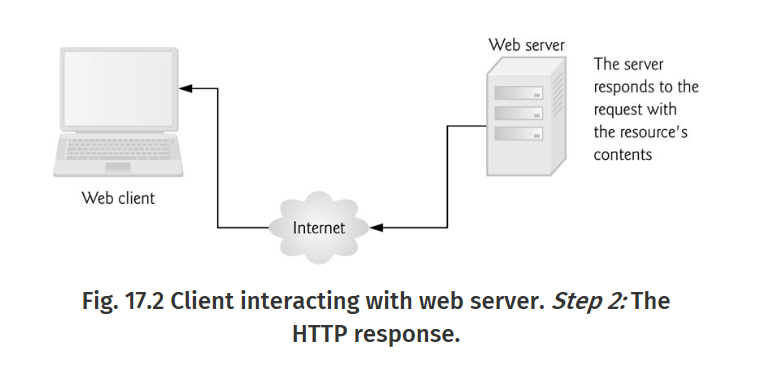 Web server
The server
responds to the
request with
the resource's
contents
Web client
Internet
Fig. 17.2 Client interacting with web server. Step 2: The
HTTP response.